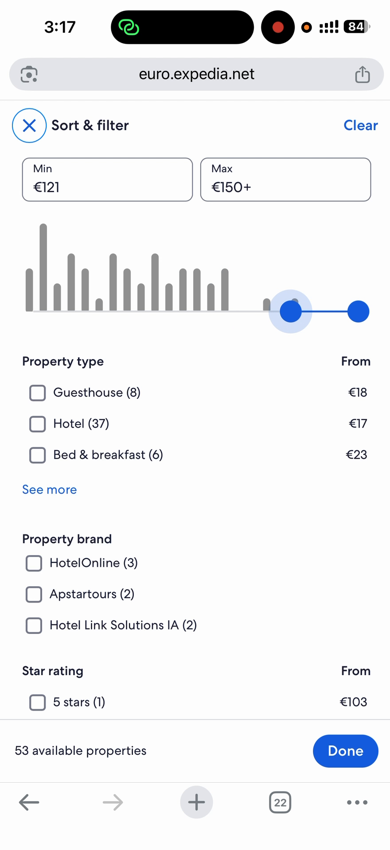 3:17
84
euro.expedia.net
Sort & filter
Clear
Min
€121
Max
€150+
Property type
From
Guesthouse (8)
€18
Hotel (37)
€17
Bed & breakfast (6)
€23
See more
Property brand
HotelOnline (3)
Apstartours (2)
Hotel Link Solutions IA (2)
Star rating
From
5 stars (1)
€103
53 available properties
Done
22